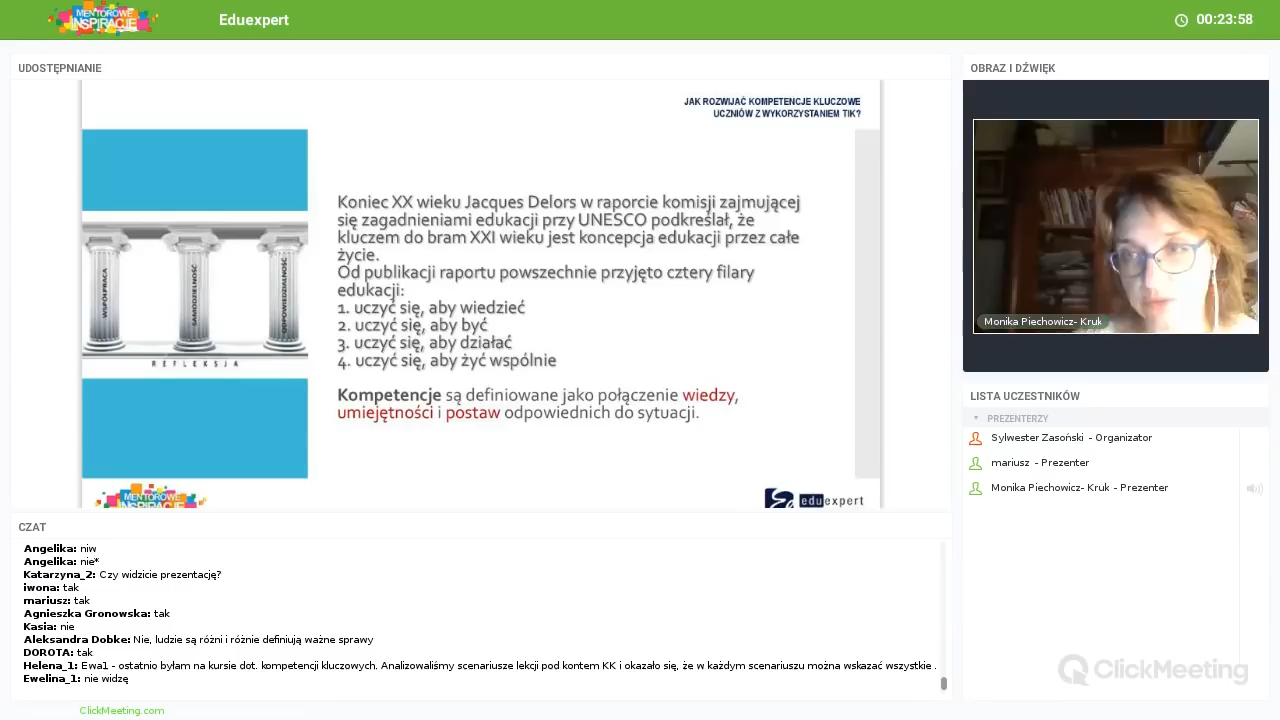 MENTOROWE
INSPIRACJE
Eduexpert
00:23:58
UDOSTĘPNIANIE
JAK ROZWIJAĆ KOMPETENCJE KLUCZOWE
UCZNIÓW Z WYKORZYSTANIEM TIK?
WSPÓŁPRACA
SAMODZIELNOŚĆ
ODPOWIEDZIALNOŚĆ
REFLEKSJA
Koniec XX wieku Jacques Delors w raporcie komisji zajmującej
się zagadnieniami edukacji przy UNESCO podkreślał, że
kluczem do bram XXI wieku jest koncepcja edukacji przez całe
życie.
Od publikacji raportu powszechnie przyjęto cztery filary
edukacji:
1. uczyć się, aby wiedzieć
2. uczyć się, aby być
3. uczyć się, aby działać
4. uczyć się, aby żyć wspólnie
Kompetencje są definiowane jako połączenie wiedzy,
umiejętności i postaw odpowiednich do sytuacji.
MENTOROWE
INSPIRACJE
eduexpert
CZAT
Angelika: niw
Angelika: nie*
Katarzyna_2: Czy widzicie prezentację?
iwona: tak
mariusz: tak
Agnieszka Gronowska: tak
Kasia: nie
Aleksandra Dobke: Nie, ludzie są różni i różnie definiują ważne sprawy
DOROTA: tak
Helena_1: Ewa1 - ostatnio byłam na kursie dot. kompetencji kluczowych. Analizowaliśmy scenariusze lekcji pod kontem KK i okazało się, że w każdym scenariuszu można wskazać wszystkie .
Ewelina_1: nie widzę
ClickMeeting.com
OBRAZ I DŹWIĘK
Monika Piechowicz- Kruk
LISTA UCZESTNIKÓW
PREZENTERZY
Sylwester Zasoński - Organizator
mariusz - Prezenter
Monika Piechowicz- Kruk - Prezenter
ClickMeeting